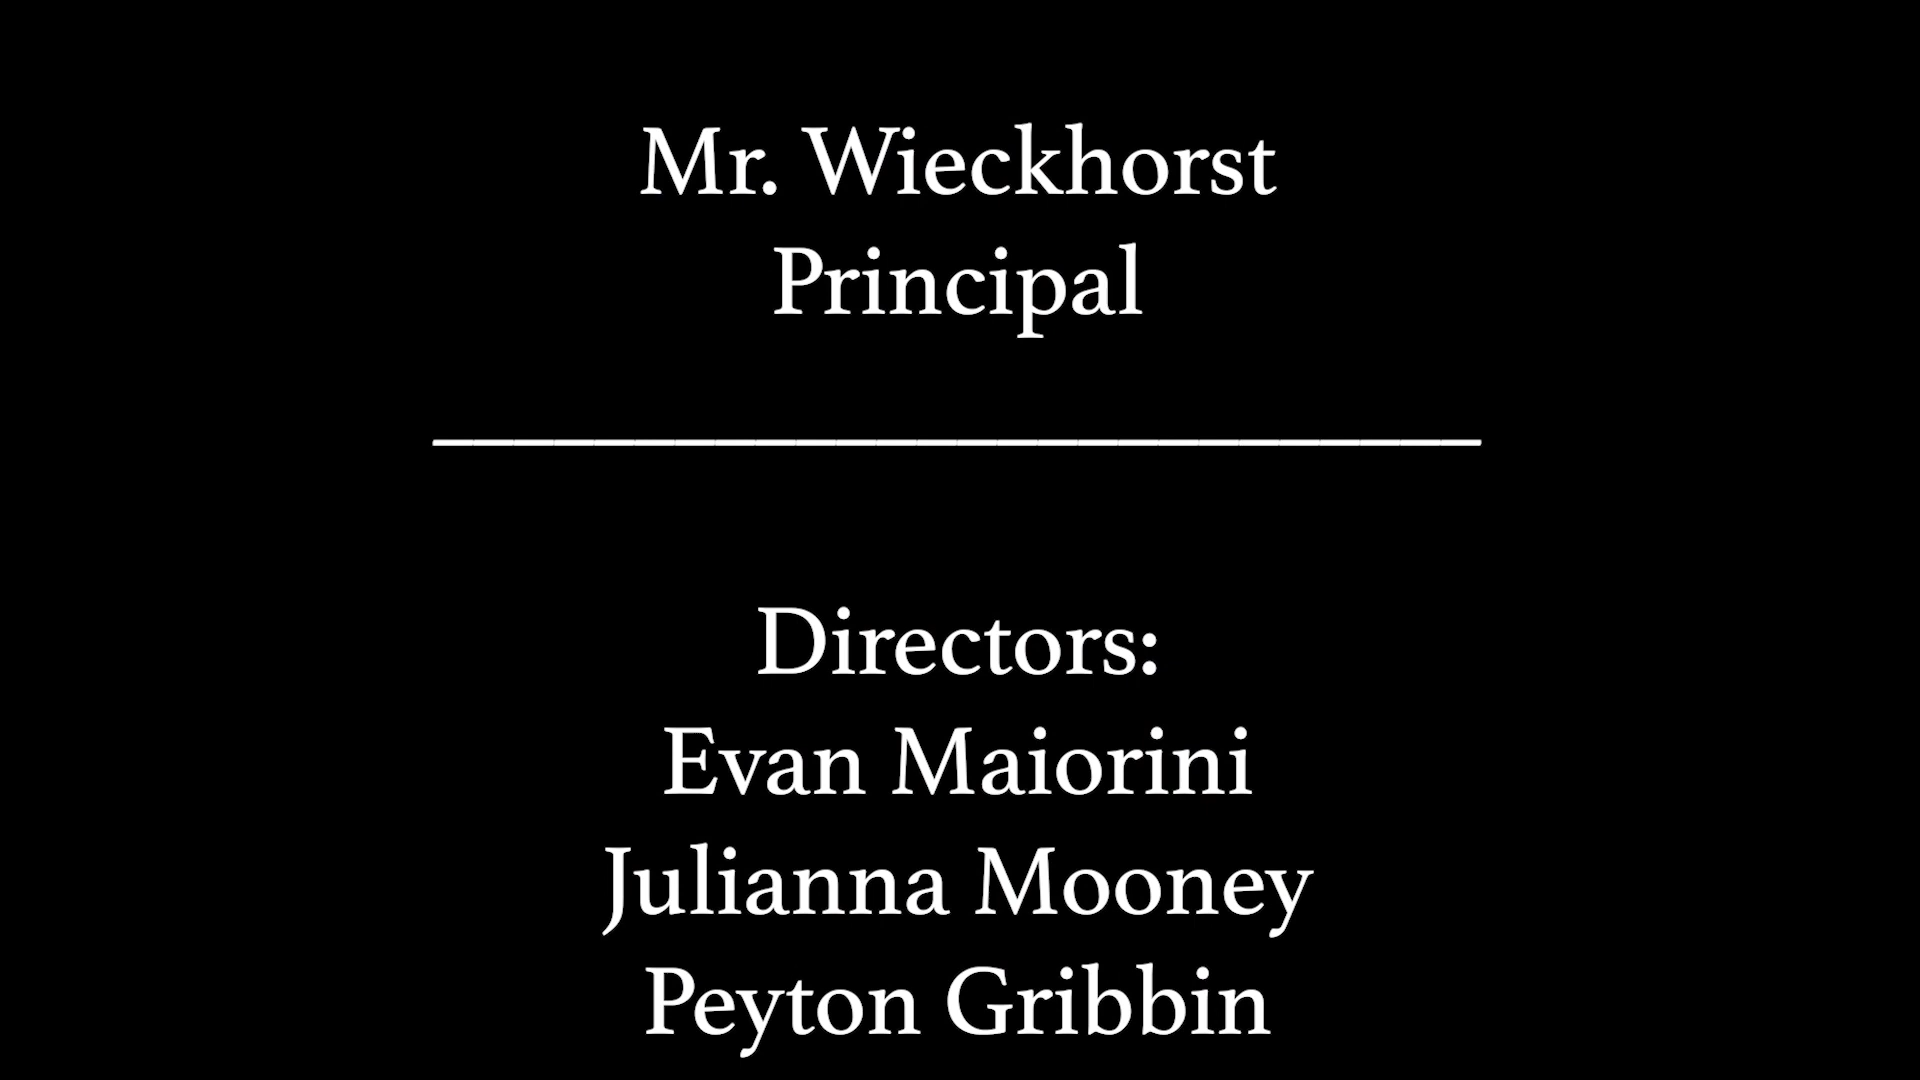 Mr. Wieckhorst
Principal
Directors:
Evan Maiorini
Julianna Mooney
Peyton Gribbin